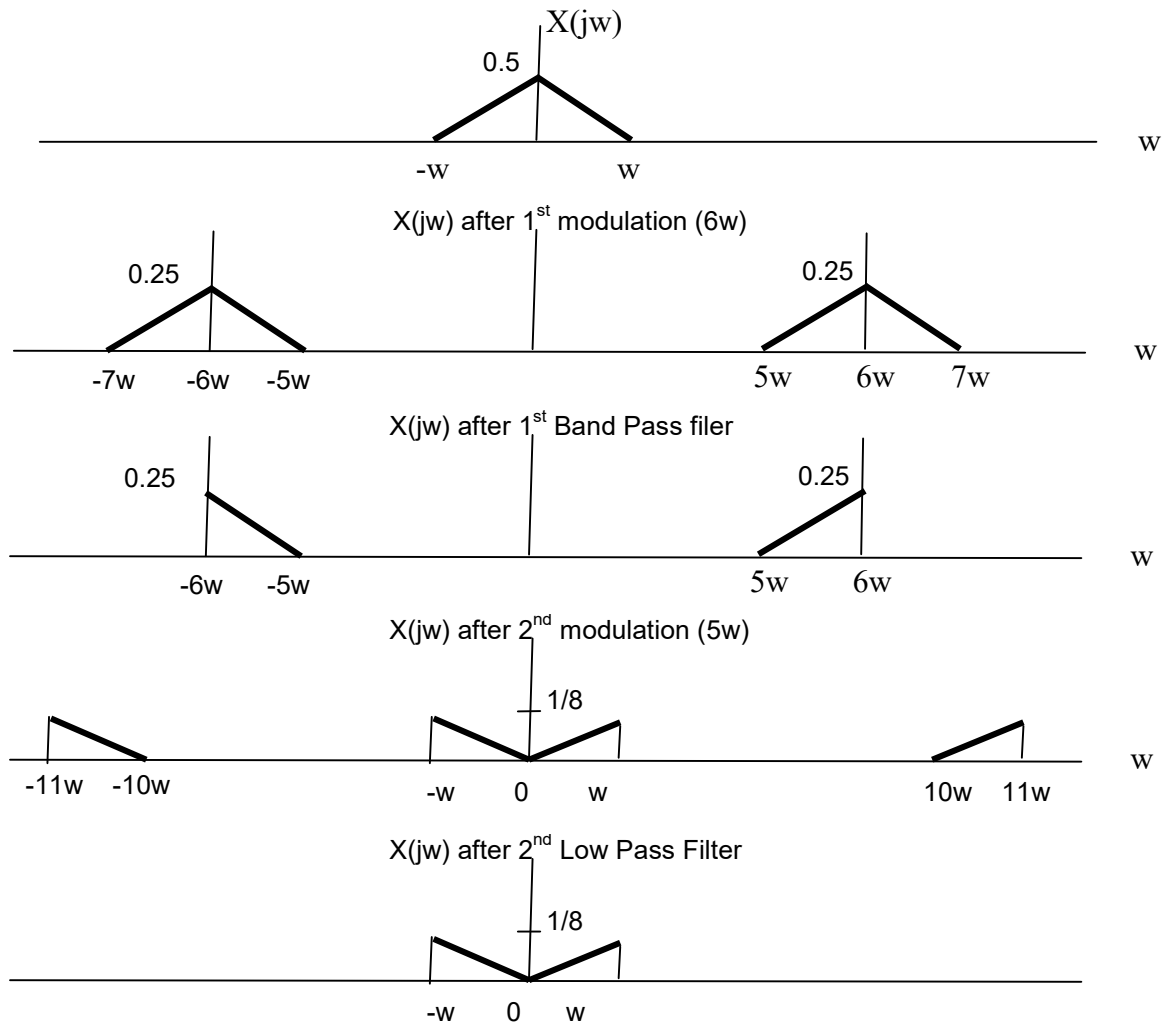 X(jw)
0.5
w
-w w
X(jw) after 1st modulation (6w)
0.25 0.25
w
-7w -6w -5w 5w 6w 7w
X(jw) after 1st Band Pass filer
0.25 0.25
w
-6w -5w 5w 6w
X(jw) after 2nd modulation (5w)
1/8
w
-11w -10w -w 0 w 10w 11w
X(jw) after 2nd Low Pass Filter
1/8
-w 0 w